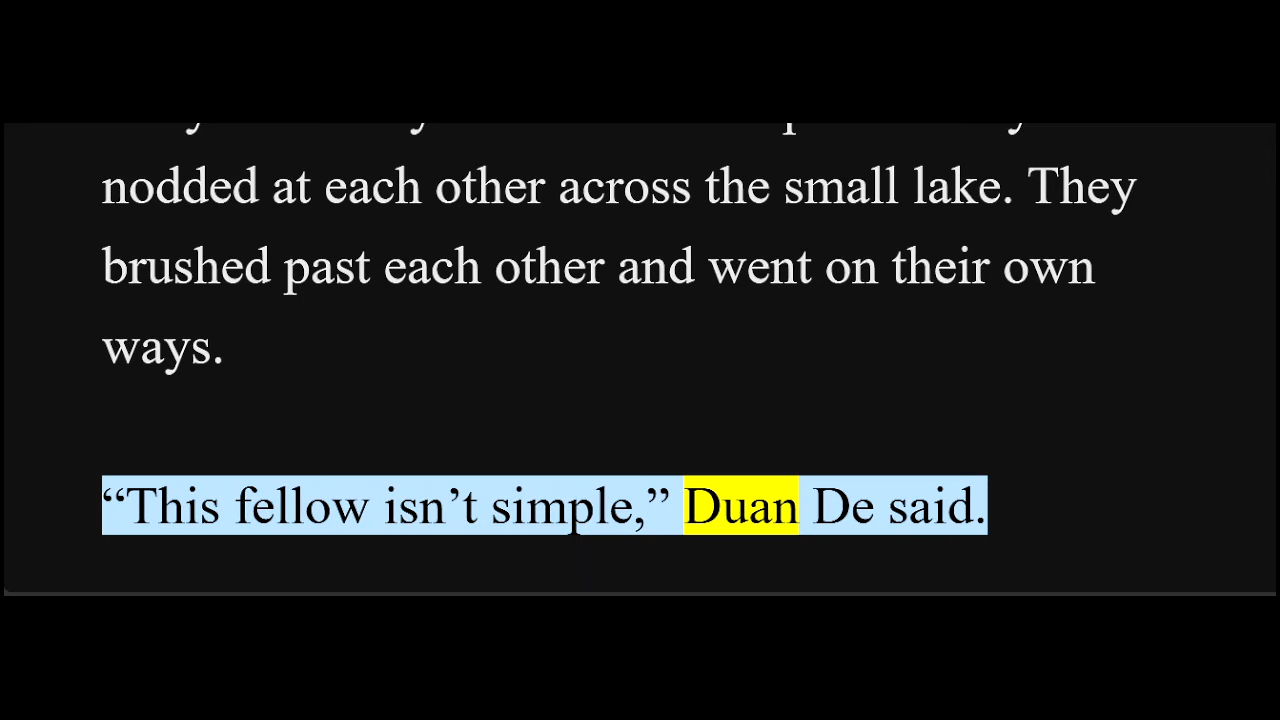 nodded at each other across the small lake. They
brushed past each other and went on their own
ways.
“This fellow isn’t simple,” Duan De said.